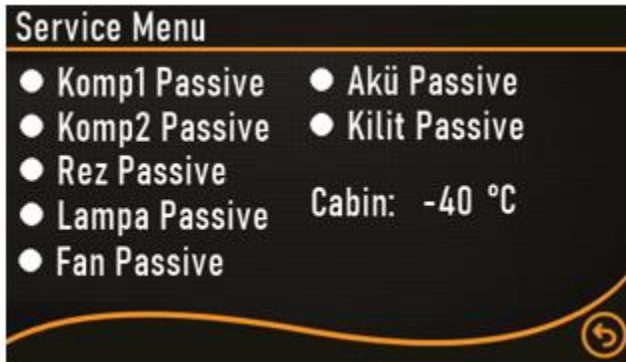 Service Menu
Komp1 Passive
Komp2 Passive
Rez Passive
Lampa Passive
Fan Passive
Akü Passive
Kilit Passive
Cabin: -40 °C